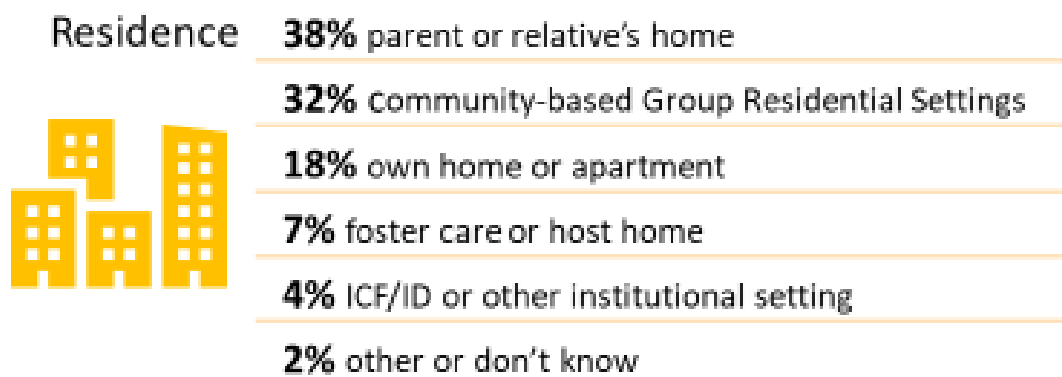 Residence
38% parent or relative's home
32% Community-based Group Residential Settings
18% own home or apartment
7% foster care or host home
4% ICF/ID or other institutional setting
2% other or don't know